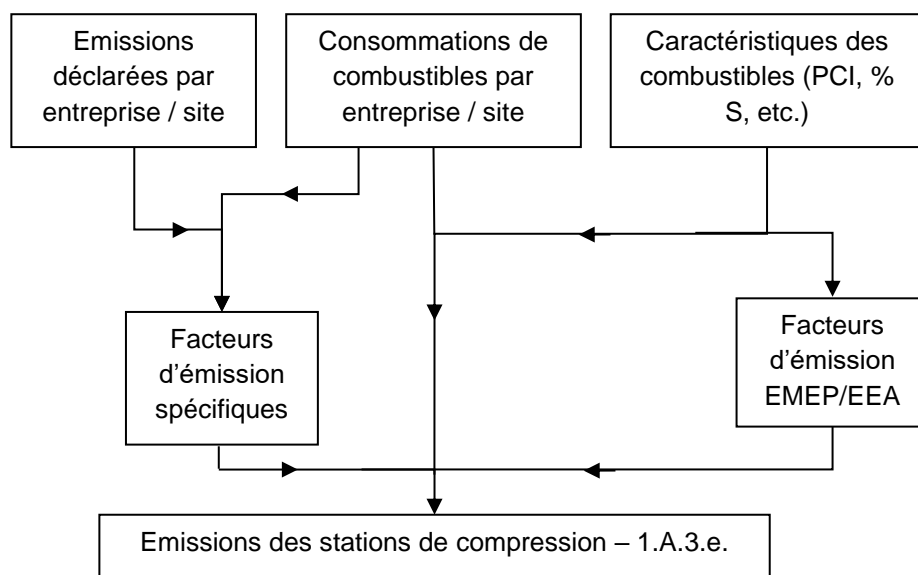 Emissions
déclarées par
entreprise / site
Consommations de
combustibles par
entreprise / site
Caractéristiques des
combustibles (PCI, %
S, etc.)
Facteurs
d'émission
spécifiques
Facteurs
d'émission
EMEP/EEA
Emissions des stations de compression – 1.A.3.e.